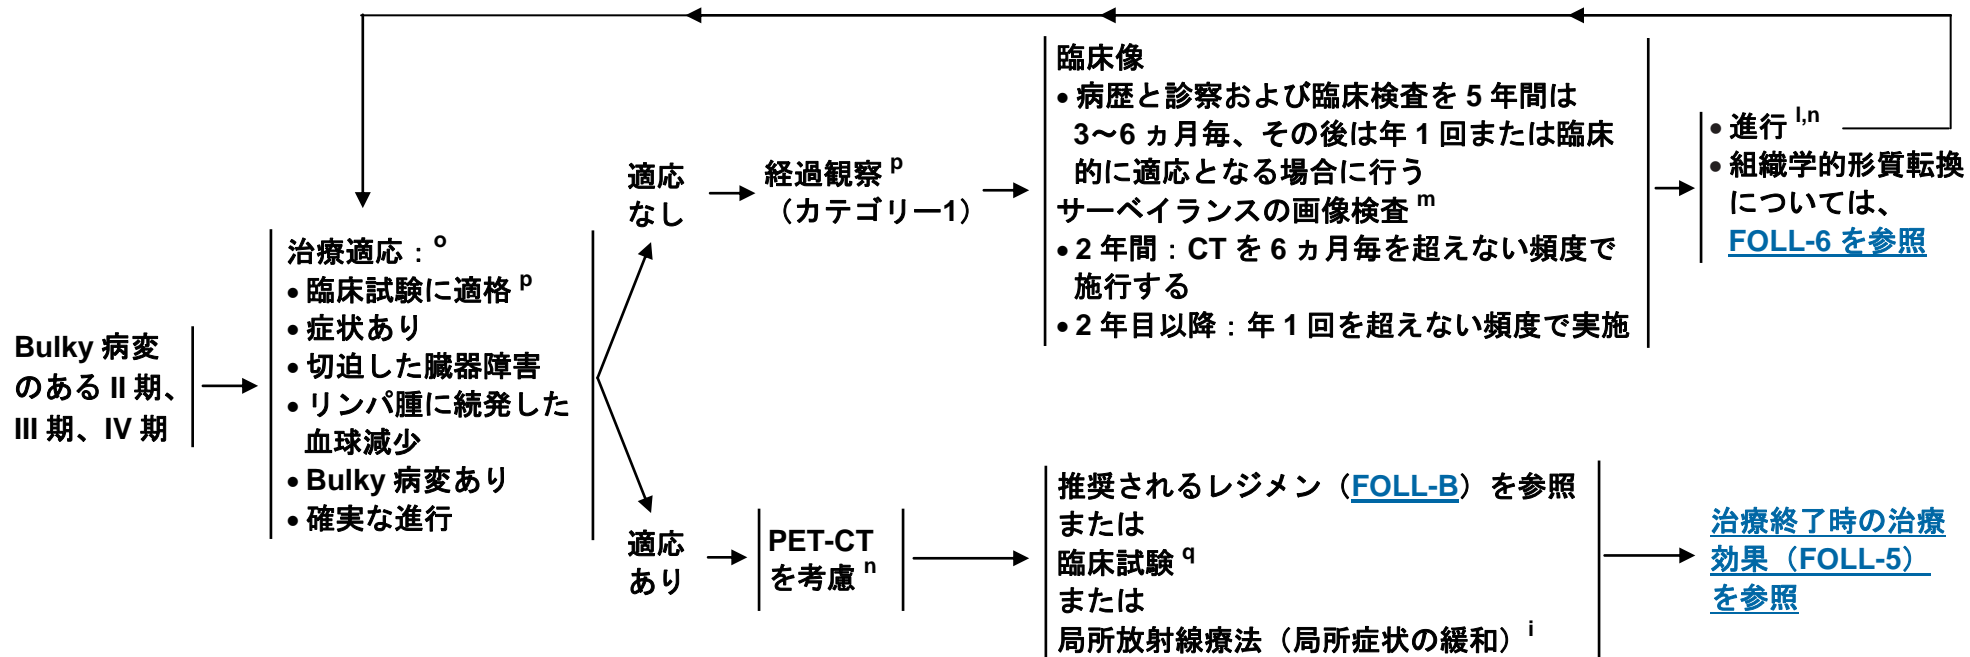 Bulky 病変
のある II 期、
III 期、IV 期
治療適応：o
• 臨床試験に適格 p
• 症状あり
• 切迫した臓器障害
• リンパ腫に続発した
血球減少
• Bulky 病変あり
• 確実な進行
適応
なし
経過観察 p
（カテゴリー1）
臨床像
• 病歴と診察および臨床検査を 5 年間は
3～6 ヵ月毎、その後は年 1 回または臨床
的に適応となる場合に行う
サーベイランスの画像検査 m
• 2 年間：CT を 6 ヵ月毎を超えない頻度で
施行する
• 2 年目以降：年 1 回を超えない頻度で実施
• 進行 l,n
• 組織学的形質転換
については、
FOLL-6 を参照
適応
あり
PET-CT
を考慮 n
推奨されるレジメン（FOLL-B）を参照
または
臨床試験 q
または
局所放射線療法（局所症状の緩和）i
治療終了時の治療
効果（FOLL-5）
を参照